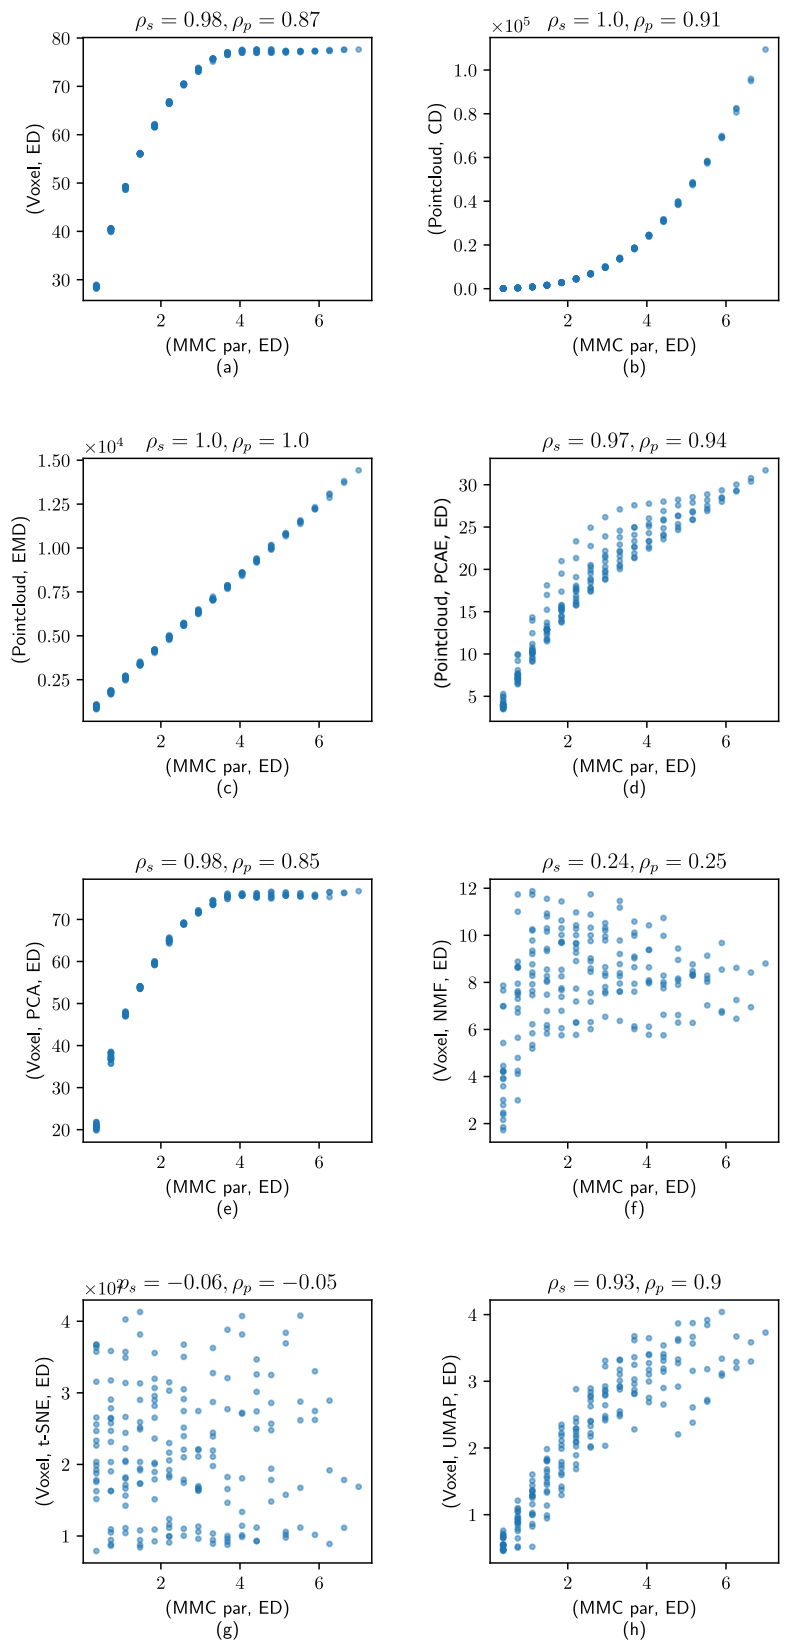 ρs = 0.98, ρp = 0.87
80
70
60
50
40
30
(Voxel, ED)
2 4 6
(MMC par, ED)
(a)
×10⁵ ρs = 1.0, ρp = 0.91
1.0
0.8
0.6
0.4
0.2
0.0
(Pointcloud, CD)
2 4 6
(MMC par, ED)
(b)
×10⁴ ρs = 1.0, ρp = 1.0
1.50
1.25
1.00
0.75
0.50
0.25
(Pointcloud, EMD)
2 4 6
(MMC par, ED)
(c)
ρs = 0.97, ρp = 0.94
30
25
20
15
10
5
(Pointcloud, PCAE, ED)
2 4 6
(MMC par, ED)
(d)
ρs = 0.98, ρp = 0.85
70
60
50
40
30
20
(Voxel, PCA, ED)
2 4 6
(MMC par, ED)
(e)
ρs = 0.24, ρp = 0.25
12
10
8
6
4
2
(Voxel, NMF, ED)
2 4 6
(MMC par, ED)
(f)
ρs = −0.06, ρp = −0.05
4
3
2
1
(Voxel, t-SNE, ED)
2 4 6
(MMC par, ED)
(g)
ρs = 0.93, ρp = 0.9
4
3
2
1
(Voxel, UMAP, ED)
2 4 6
(MMC par, ED)
(h)